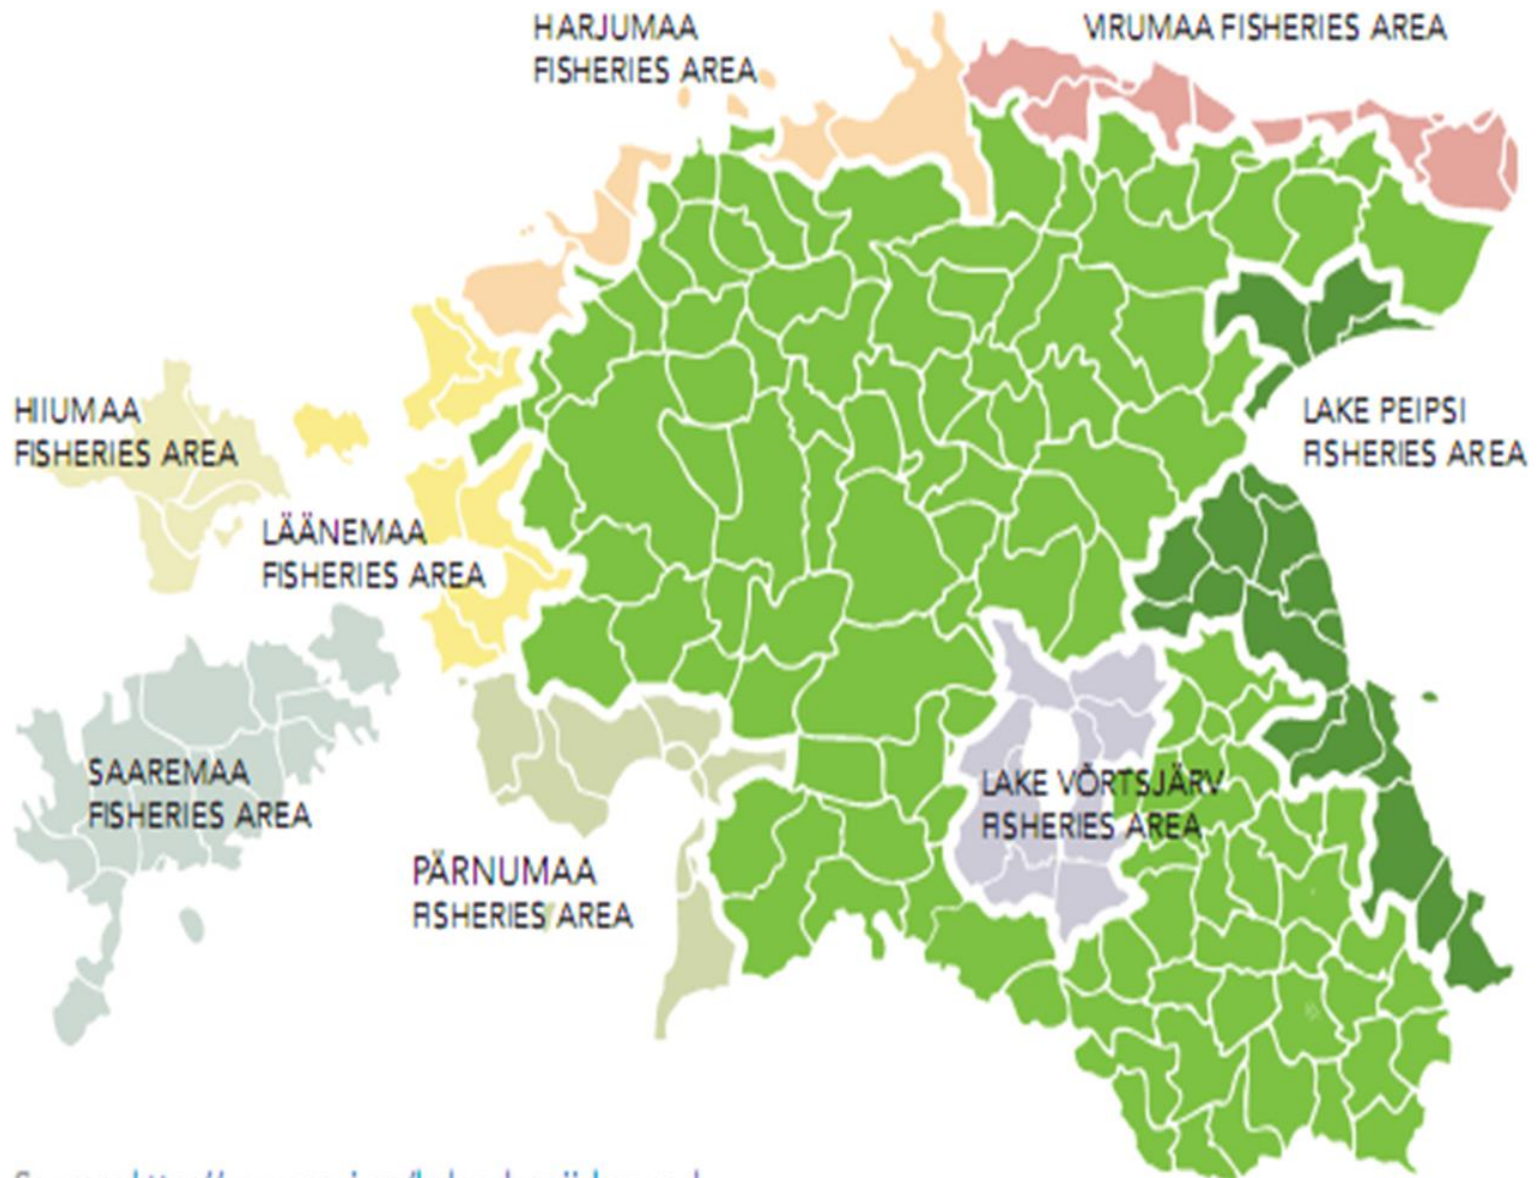 HARJUMAA
FISHERIES AREA
VIRUMAA FISHERIES AREA
HIIUMAA
FISHERIES AREA
LAKE PEIPSI
FISHERIES AREA
LÄÄNEMAA
FISHERIES AREA
SAAREMAA
FISHERIES AREA
LAKE VÕRTSJÄRV
FISHERIES AREA
PÄRNUMAA
FISHERIES AREA